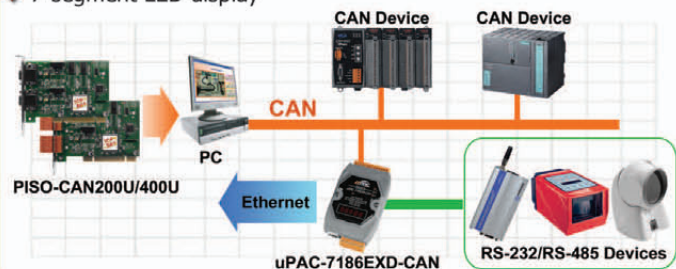 7-segment LED display
CAN Device
CAN Device
CAN
PC
PISO-CAN200U/400U
Ethernet
uPAC-7186EXD-CAN
RS-232/RS-485 Devices